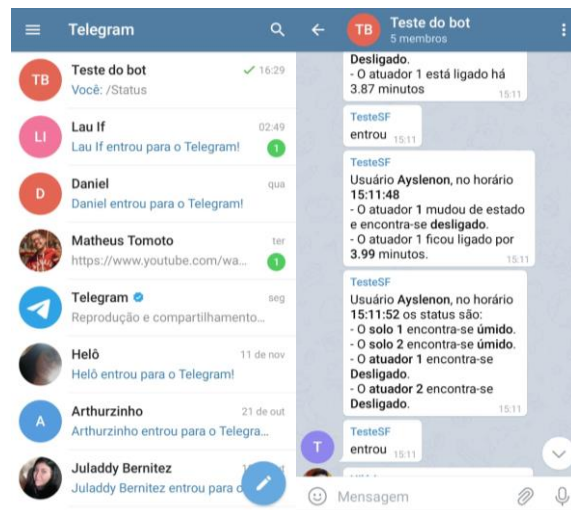 Telegram
TB
Teste do bot
16:29
Você: /Status
LI
Lau If
02:49
Lau If entrou para o Telegram!
1
D
Daniel
qua
Daniel entrou para o Telegram!
Matheus Tomoto
ter
https://www.youtube.com/wa...
1
Telegram
seg
Reprodução e compartilhamento...
Helô
11 de nov
Helô entrou para o Telegram!
A
Arthurzinho
21 de out
Arthurzinho entrou para o Telegra...
Juladdy Bernitez
Juladdy Bernitez entrou para
TB
Teste do bot
5 membros
Desligado.
- O atuador 1 está ligado há
3.87 minutos
15:11
TesteSF
entrou 15:11
TesteSF
Usuário Ayslenon, no horário
15:11:48
- O atuador 1 mudou de estado
e encontra-se desligado.
- O atuador 1 ficou ligado por
3.99 minutos.
15:11
TesteSF
Usuário Ayslenon, no horário
15:11:52 os status são:
- O solo 1 encontra-se úmido.
- O solo 2 encontra-se úmido.
- O atuador 1 encontra-se
Desligado.
- O atuador 2 encontra-se
Desligado.
15:11
T
TesteSF
entrou 15:11
Mensagem